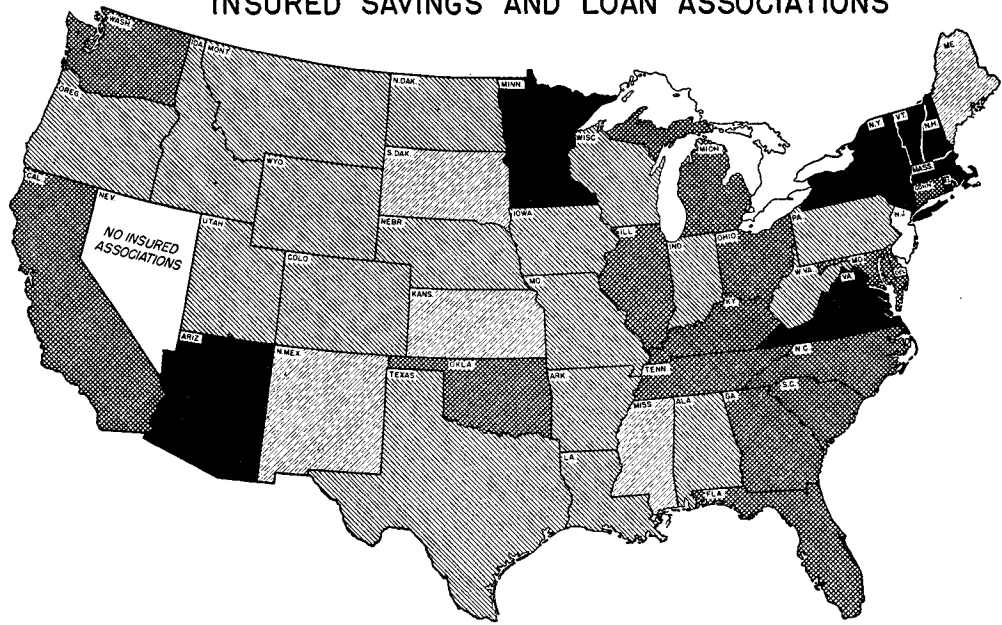 INSURED SAVINGS AND LOAN ASSOCIATIONS
WASH.
IDA.
MONT.
N.DAK.
MINN.
ME.
OREG.
N.Y.
VT.
N.H.
WISC.
MICH.
S.DAK.
WYO.
MASS.
CONN.
CAL.
NEV.
IOWA
N.J.
UTAH
NEBR.
PA.
NO INSURED
ASSOCIATIONS
ILL.
IND.
OHIO
COLO.
MO.
W.VA.
MD.
VA.
KANS.
KY.
ARIZ.
N.MEX.
OKLA.
N.C.
TENN.
TEXAS
ARK.
S.C.
MISS.
ALA.
GA.
LA.
FLA.